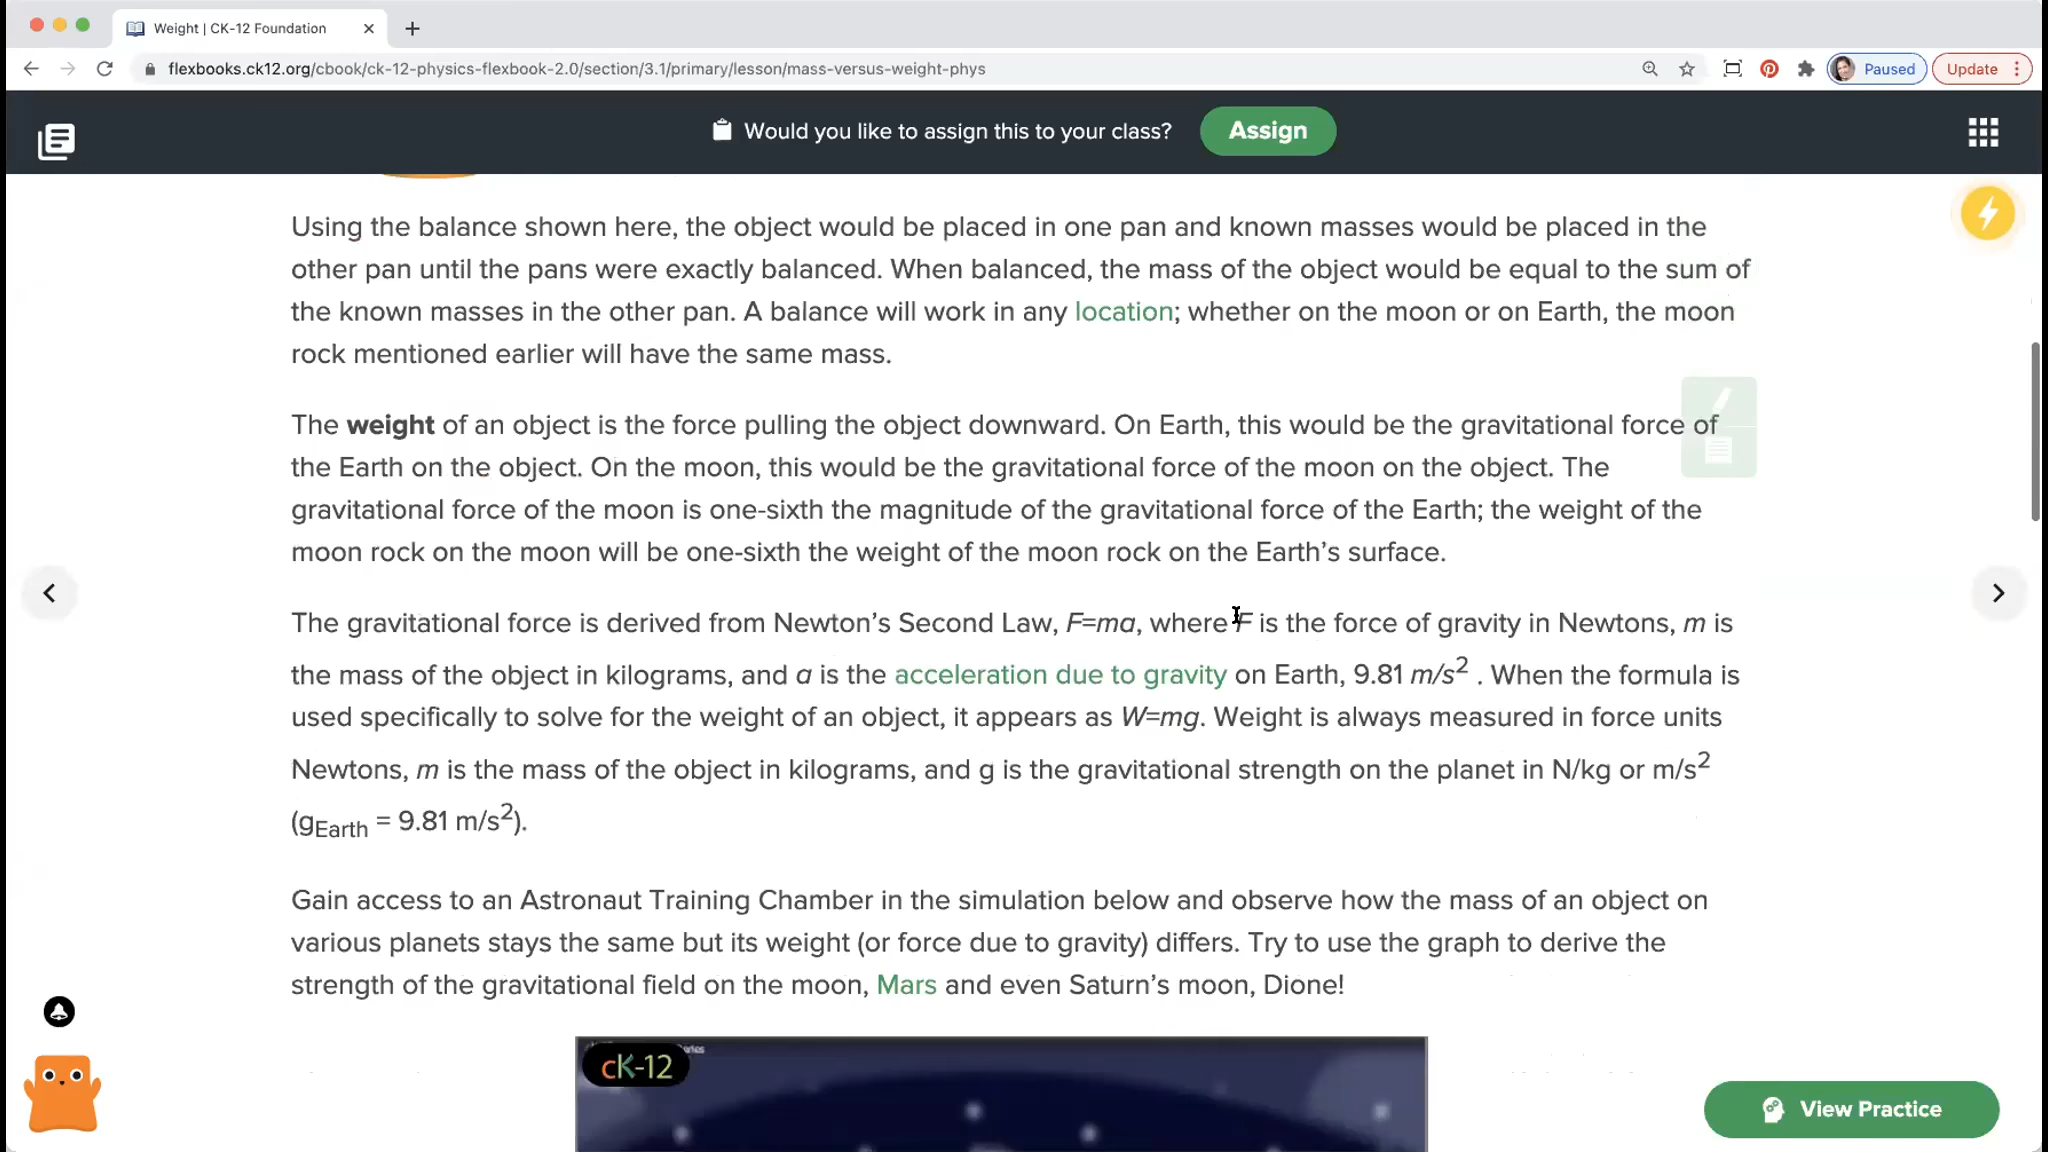 Weight | CK-12 Foundation
flexbooks.ck12.org/cbook/ck-12-physics-flexbook-2.0/section/3.1/primary/lesson/mass-versus-weight-phys
Paused
Update
Would you like to assign this to your class?
Assign
Using the balance shown here, the object would be placed in one pan and known masses would be placed in the
other pan until the pans were exactly balanced. When balanced, the mass of the object would be equal to the sum of
the known masses in the other pan. A balance will work in any location; whether on the moon or on Earth, the moon
rock mentioned earlier will have the same mass.
The weight of an object is the force pulling the object downward. On Earth, this would be the gravitational force of
the Earth on the object. On the moon, this would be the gravitational force of the moon on the object. The
gravitational force of the moon is one-sixth the magnitude of the gravitational force of the Earth; the weight of the
moon rock on the moon will be one-sixth the weight of the moon rock on the Earth’s surface.
The gravitational force is derived from Newton’s Second Law, F=ma, where F is the force of gravity in Newtons, m is
the mass of the object in kilograms, and a is the acceleration due to gravity on Earth, 9.81 m/s² . When the formula is
used specifically to solve for the weight of an object, it appears as W=mg. Weight is always measured in force units
Newtons, m is the mass of the object in kilograms, and g is the gravitational strength on the planet in N/kg or m/s²
(gEarth = 9.81 m/s²).
Gain access to an Astronaut Training Chamber in the simulation below and observe how the mass of an object on
various planets stays the same but its weight (or force due to gravity) differs. Try to use the graph to derive the
strength of the gravitational field on the moon, Mars and even Saturn’s moon, Dione!
cK-12
View Practice